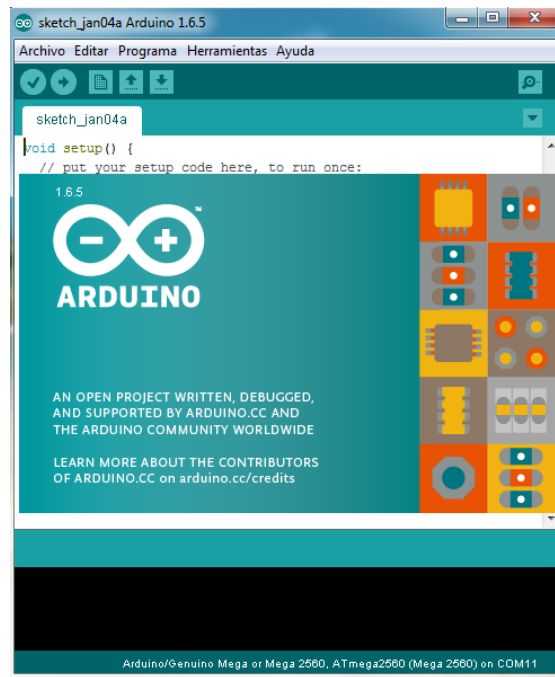 sketch_jan04a Arduino 1.6.5
Archivo Editar Programa Herramientas Ayuda
sketch_jan04a
void setup() {
// put your setup code here, to run once:
1.6.5
ARDUINO
AN OPEN PROJECT WRITTEN, DEBUGGED,
AND SUPPORTED BY ARDUINO.CC AND
THE ARDUINO COMMUNITY WORLDWIDE
LEARN MORE ABOUT THE CONTRIBUTORS
OF ARDUINO.CC on arduino.cc/credits
Arduino/Genuino Mega or Mega 2560, ATmega2560 (Mega 2560) on COM11